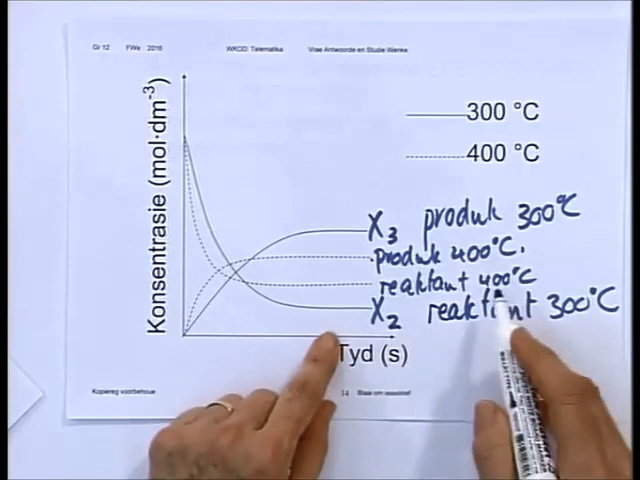 Gr 12 FWe 2016 WKOD: Telematika Vrae Antwoorde en Studie Wenke
Konsentrasie (mol·dm-3)
300 °C
400 °C
X3 produk 300°C
produk 400°C.
reaktant 400°C
X2 reaktant 300°C
Tyd (s)
Kopiereg voorbehoue 14 Blaai om asseblief